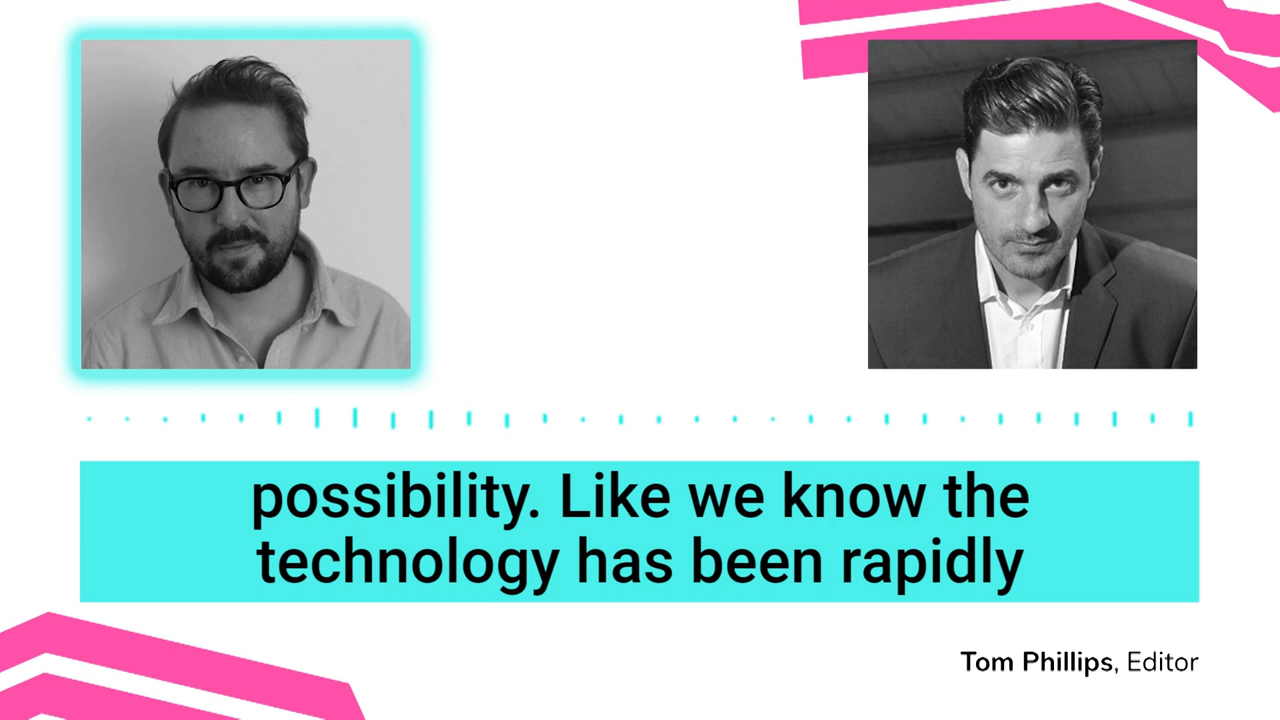 possibility. Like we know the
technology has been rapidly
Tom Phillips, Editor